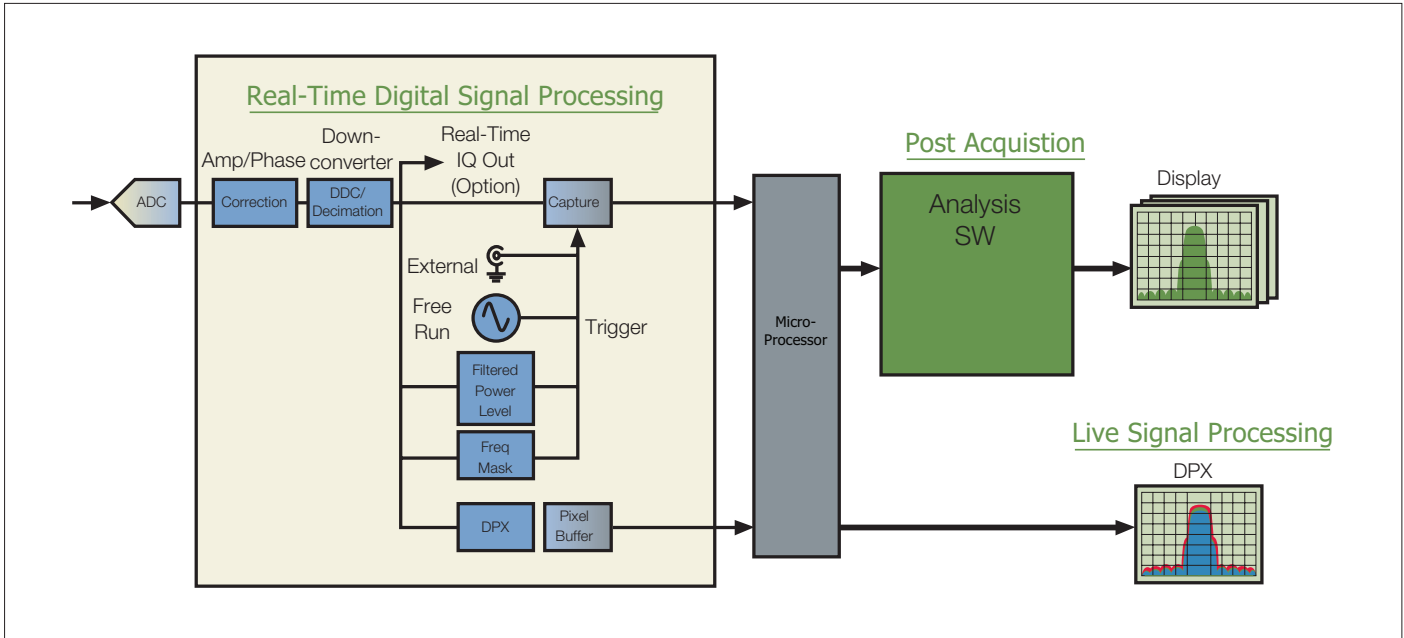 Real-Time Digital Signal Processing
Amp/Phase
Down-
converter
Real-Time
IQ Out
(Option)
ADC
Correction
DDC/
Decimation
Capture
External
Free
Run
Trigger
Filtered
Power
Level
Freq
Mask
DPX
Pixel
Buffer
Micro-
Processor
Post Acquistion
Analysis
SW
Display
Live Signal Processing
DPX